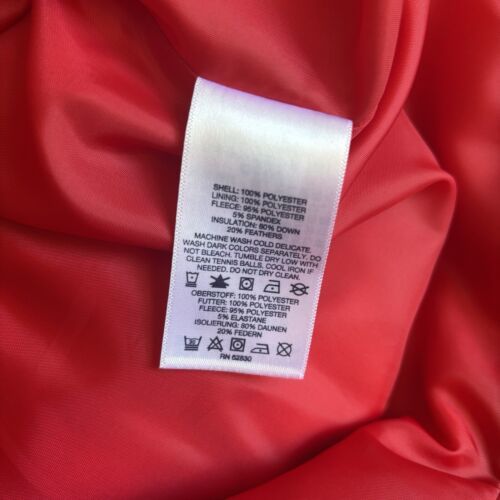 SHELL: 100% POLYESTER
LINING: 100% POLYESTER
FLEECE: 95% POLYESTER
5% SPANDEX
INSULATION: 80% DOWN
20% FEATHERS
MACHINE WASH COLD DELICATE.
WASH DARK COLORS SEPARATELY. DO
NOT BLEACH. TUMBLE DRY LOW WITH
CLEAN TENNIS BALLS, COOL IRON IF
NEEDED. DO NOT DRY CLEAN.
OBERSTOFF: 100% POLYESTER
FUTTER: 100% POLYESTER
FLEECE: 95% POLYESTER
5% ELASTANE
ISOLIERUNG: 80% DAUNEN
20% FEDERN
RN 62830